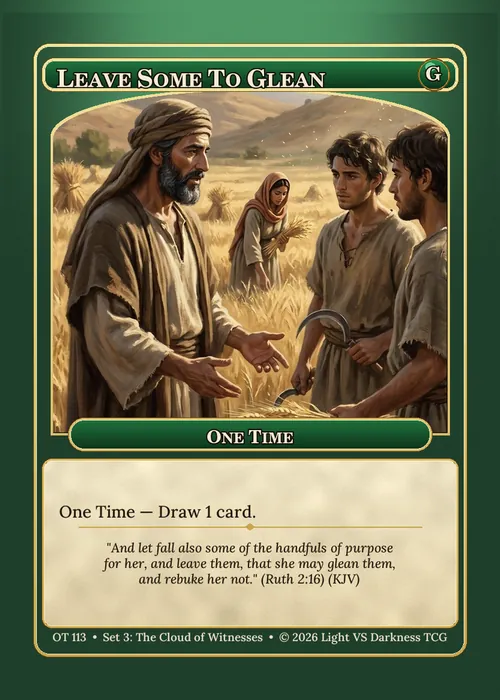 LEAVE SOME TO GLEAN
G
ONE TIME
One Time — Draw 1 card.
"And let fall also some of the handfuls of purpose
for her, and leave them, that she may glean them,
and rebuke her not." (Ruth 2:16) (KJV)
OT 113 • Set 3: The Cloud of Witnesses • © 2026 Light VS Darkness TCG